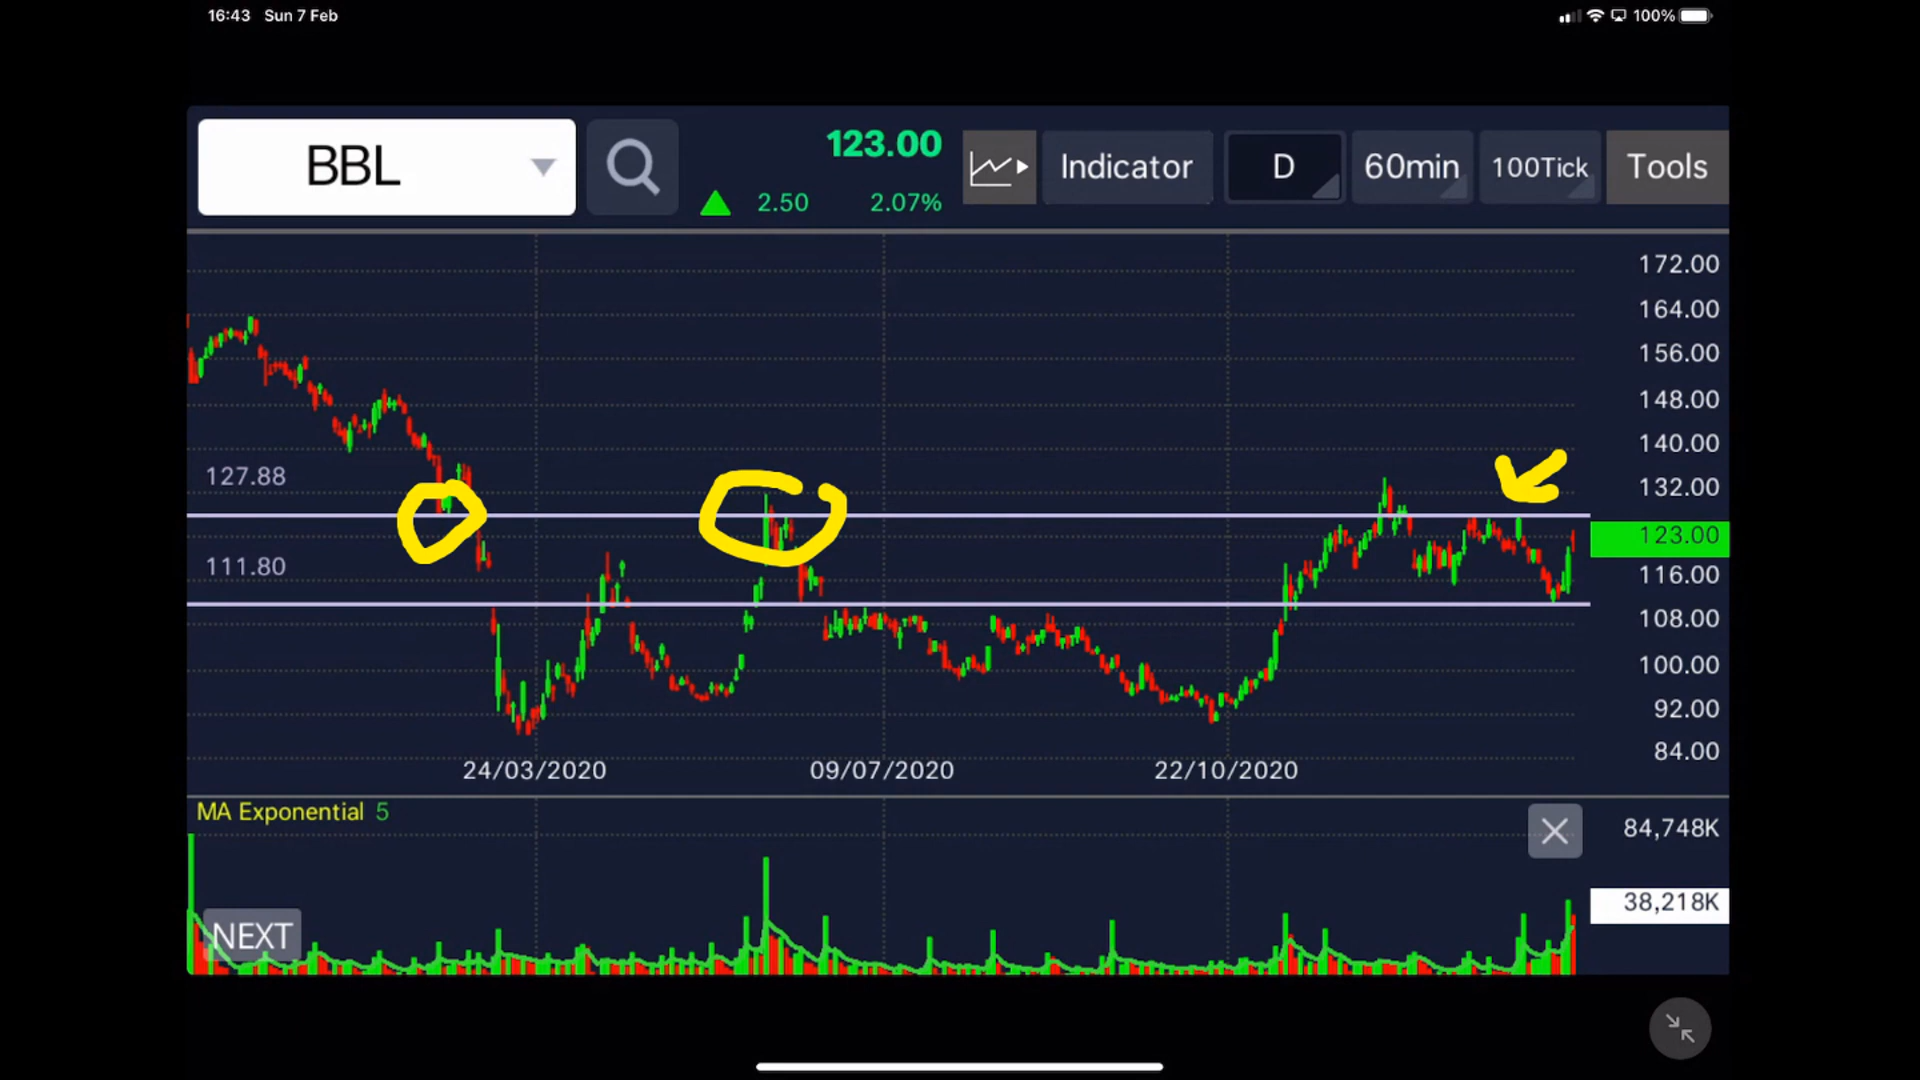 16:43 Sun 7 Feb
100%
BBL
123.00
2.50 2.07%
Indicator
D
60min
100Tick
Tools
172.00
164.00
156.00
148.00
140.00
127.88
132.00
123.00
111.80
116.00
108.00
100.00
92.00
84.00
24/03/2020 09/07/2020 22/10/2020
MA Exponential 5
84,748K
38,218K
NEXT